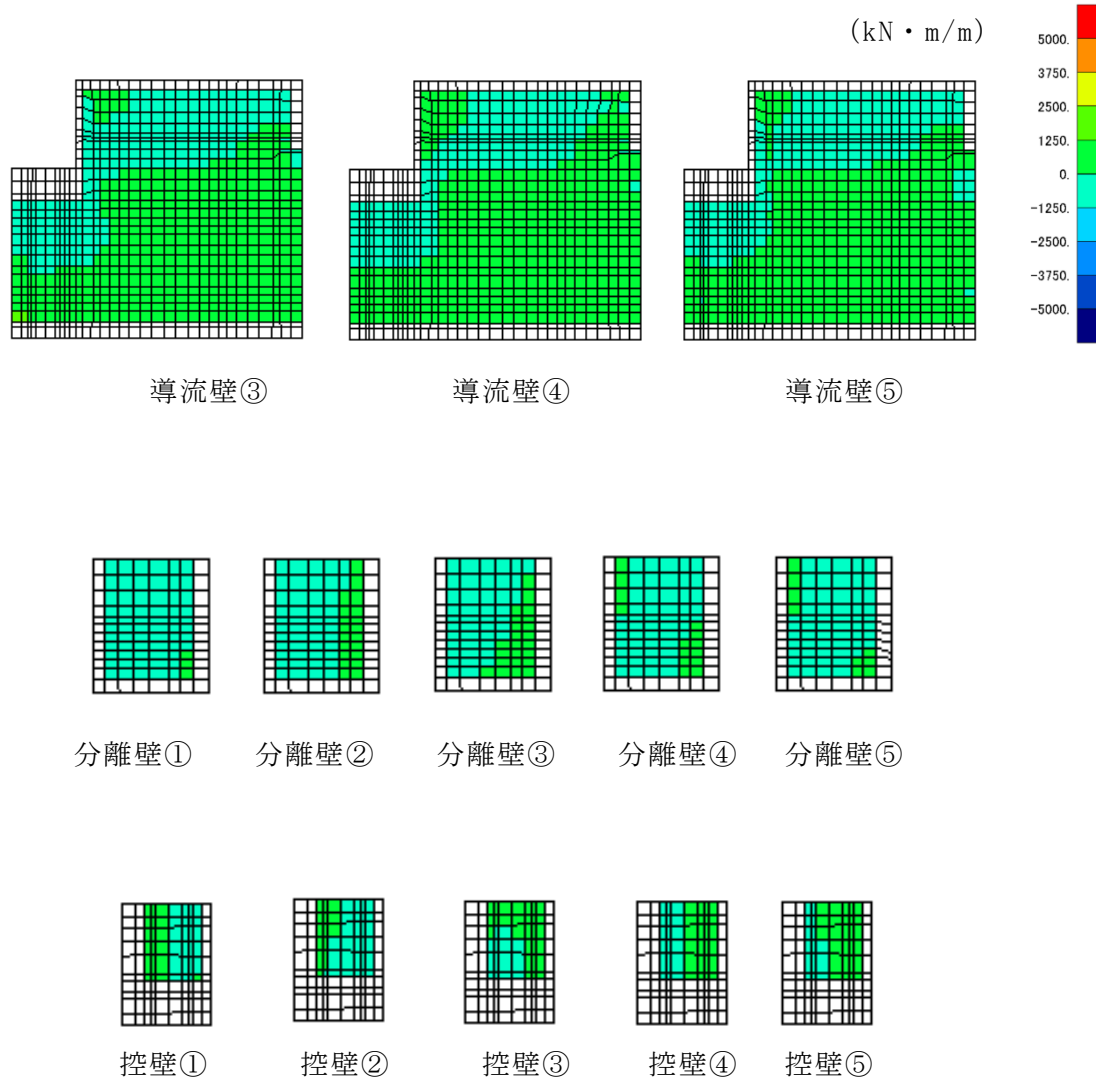 (kN・m/m)
5000.
3750.
2500.
1250.
0.
-1250.
-2500.
-3750.
-5000.
導流壁③ 導流壁④ 導流壁⑤
分離壁① 分離壁② 分離壁③ 分離壁④ 分離壁⑤
控壁① 控壁② 控壁③ 控壁④ 控壁⑤